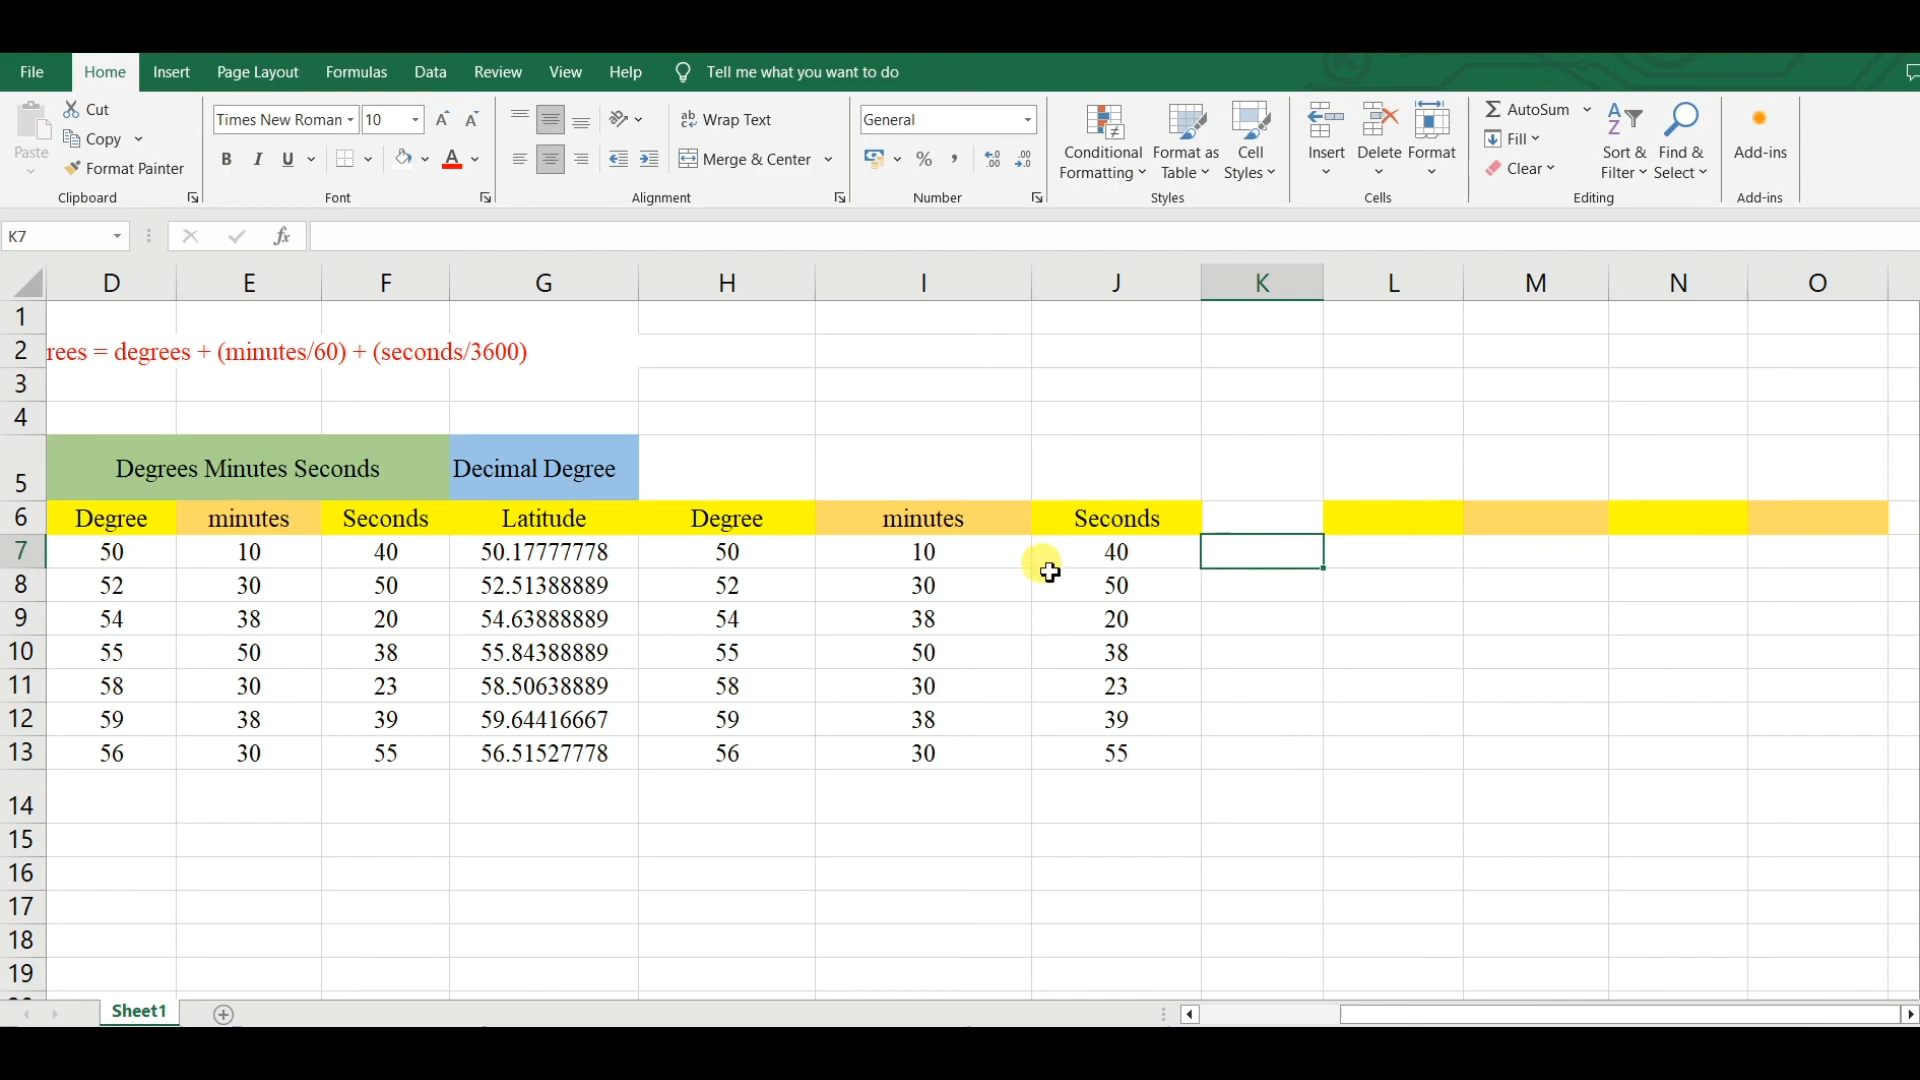 File Home Insert Page Layout Formulas Data Review View Help Tell me what you want to do
Paste Cut Copy Format Painter Clipboard
Times New Roman 10 B I U A Font
ab Wrap Text Merge & Center Alignment
General % , Number
Conditional Formatting Format as Table Cell Styles Styles
Insert Delete Format Cells
AutoSum Fill Clear Sort & Filter Find & Select Editing
Add-ins Add-ins
K7 fx
D E F G H I J K L M N O
1
2 rees = degrees + (minutes/60) + (seconds/3600)
3
4
5 Degrees Minutes Seconds Decimal Degree
6 Degree minutes Seconds Latitude Degree minutes Seconds
7 50 10 40 50.17777778 50 10 40
8 52 30 50 52.51388889 52 30 50
9 54 38 20 54.63888889 54 38 20
10 55 50 38 55.84388889 55 50 38
11 58 30 23 58.50638889 58 30 23
12 59 38 39 59.64416667 59 38 39
13 56 30 55 56.51527778 56 30 55
14
15
16
17
18
19
Sheet1